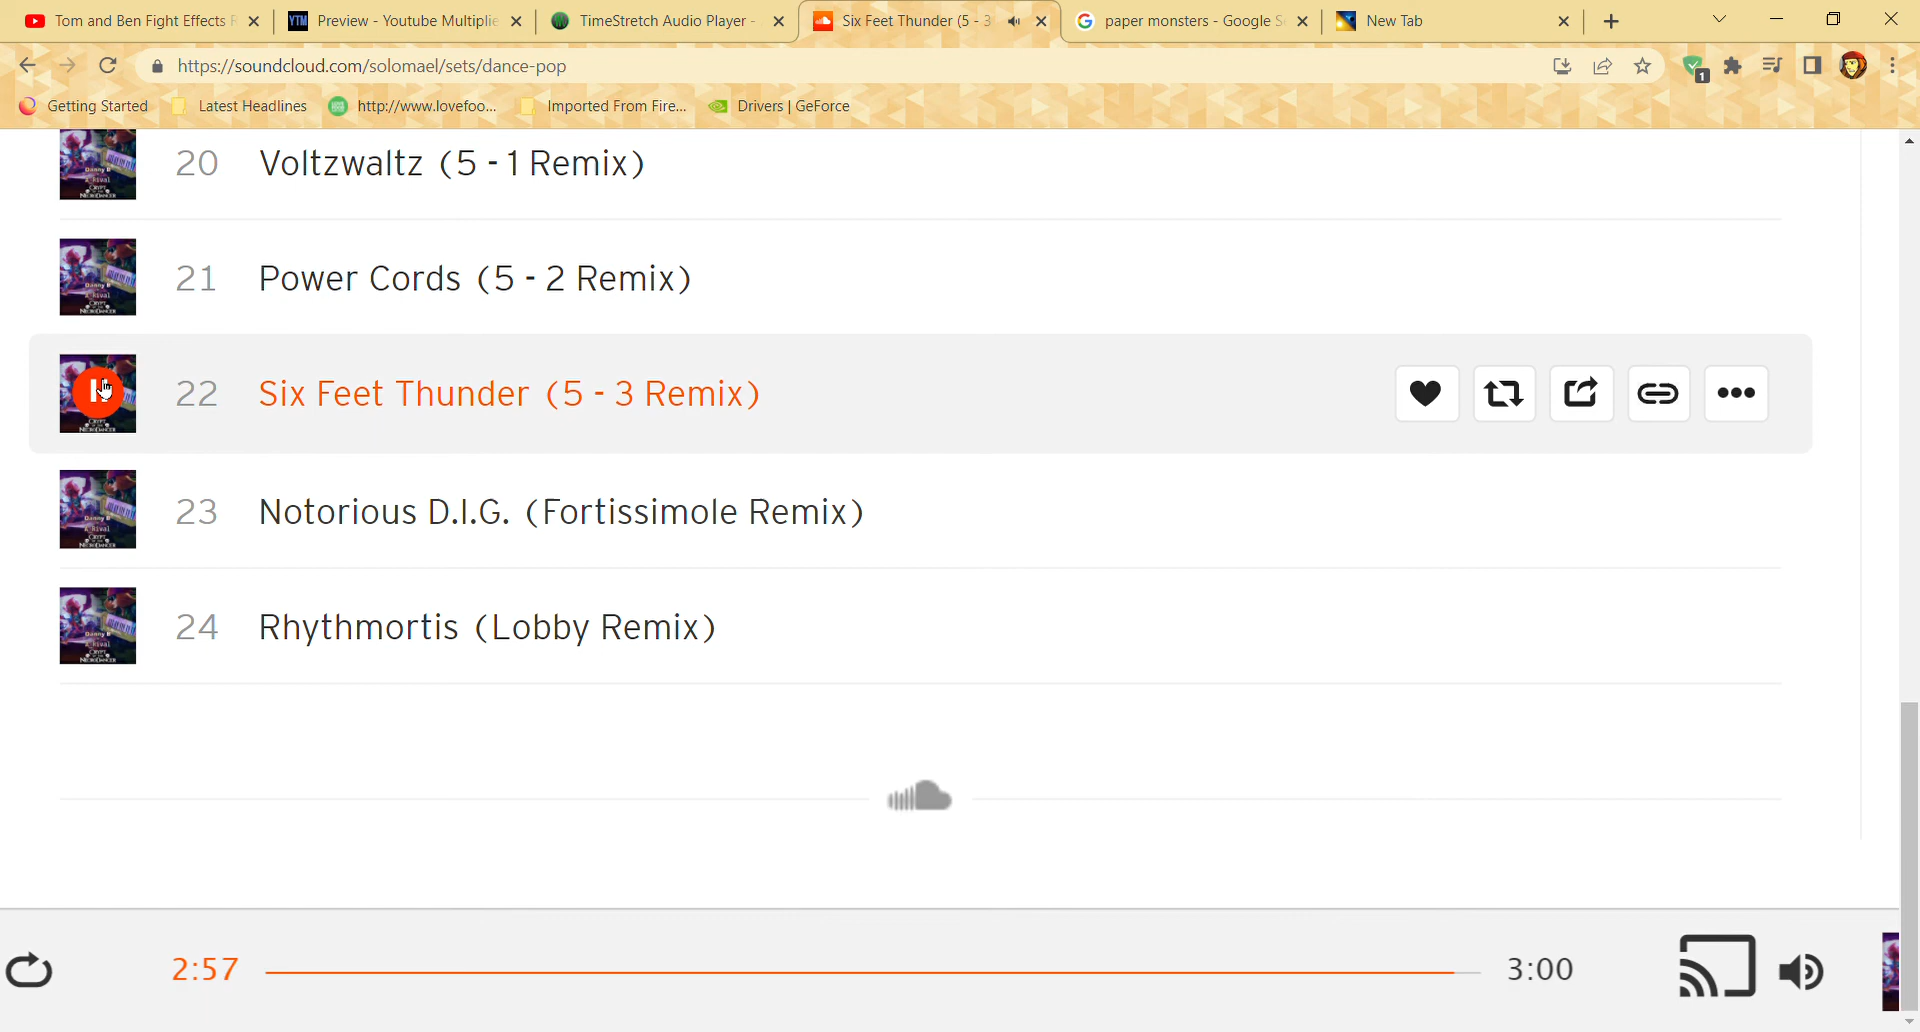 Tom and Ben Fight Effects
Preview - Youtube Multiplie
TimeStretch Audio Player -
Six Feet Thunder (5 - 3
paper monsters - Google S
New Tab
https://soundcloud.com/solomael/sets/dance-pop
1
Getting Started
Latest Headlines
http://www.lovefoo...
Imported From Fire...
Drivers | GeForce
20 Voltzwaltz (5 - 1 Remix)
21 Power Cords (5 - 2 Remix)
22 Six Feet Thunder (5 - 3 Remix)
23 Notorious D.I.G. (Fortissimole Remix)
24 Rhythmortis (Lobby Remix)
2:57
3:00